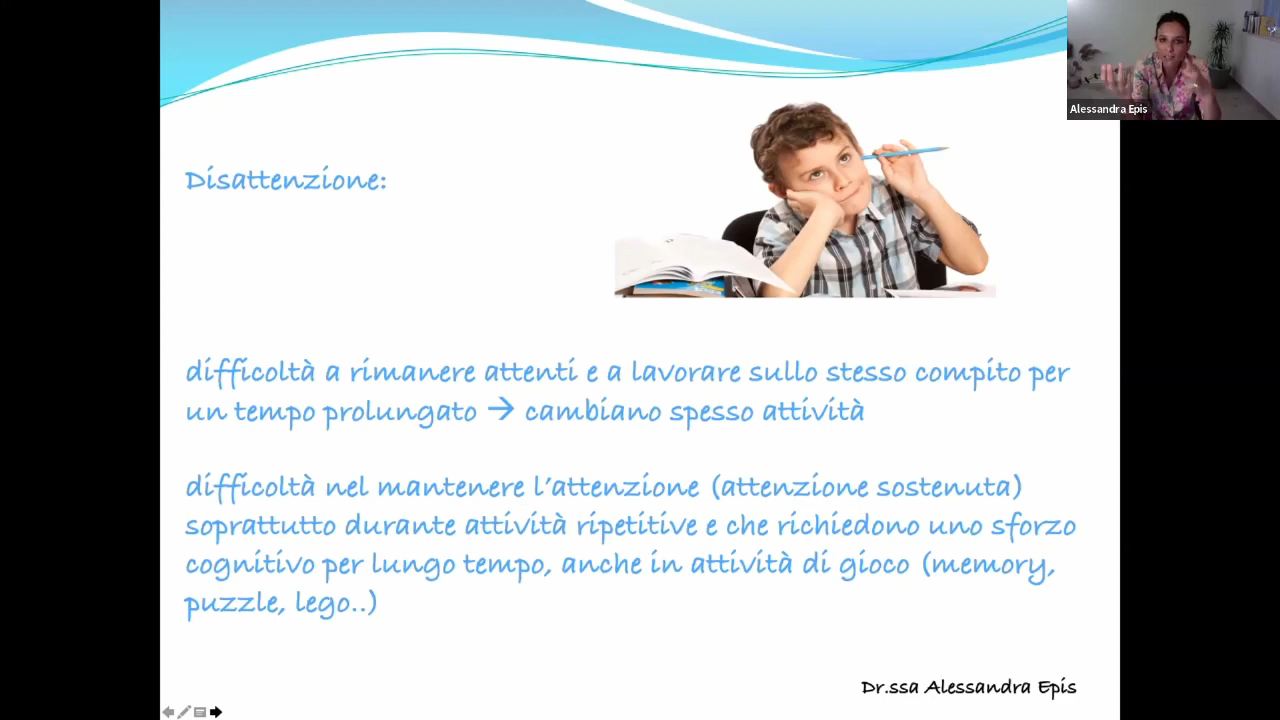 Alessandra Epis
Disattenzione:
difficoltà a rimanere attenti e a lavorare sullo stesso compito per
un tempo prolungato → cambiano spesso attività
difficoltà nel mantenere l'attenzione (attenzione sostenuta)
soprattutto durante attività ripetitive e che richiedono uno sforzo
cognitivo per lungo tempo, anche in attività di gioco (memory,
puzzle, lego..)
Dr.ssa Alessandra Epis